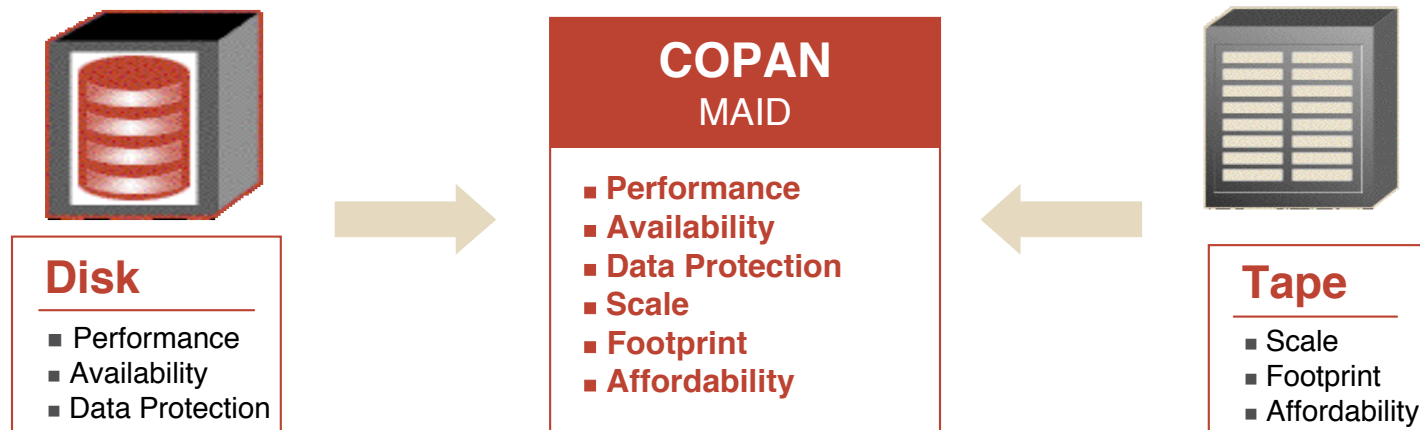 Disk
■ Performance
■ Availability
■ Data Protection
COPAN
MAID
■ Performance
■ Availability
■ Data Protection
■ Scale
■ Footprint
■ Affordability
Tape
■ Scale
■ Footprint
■ Affordability